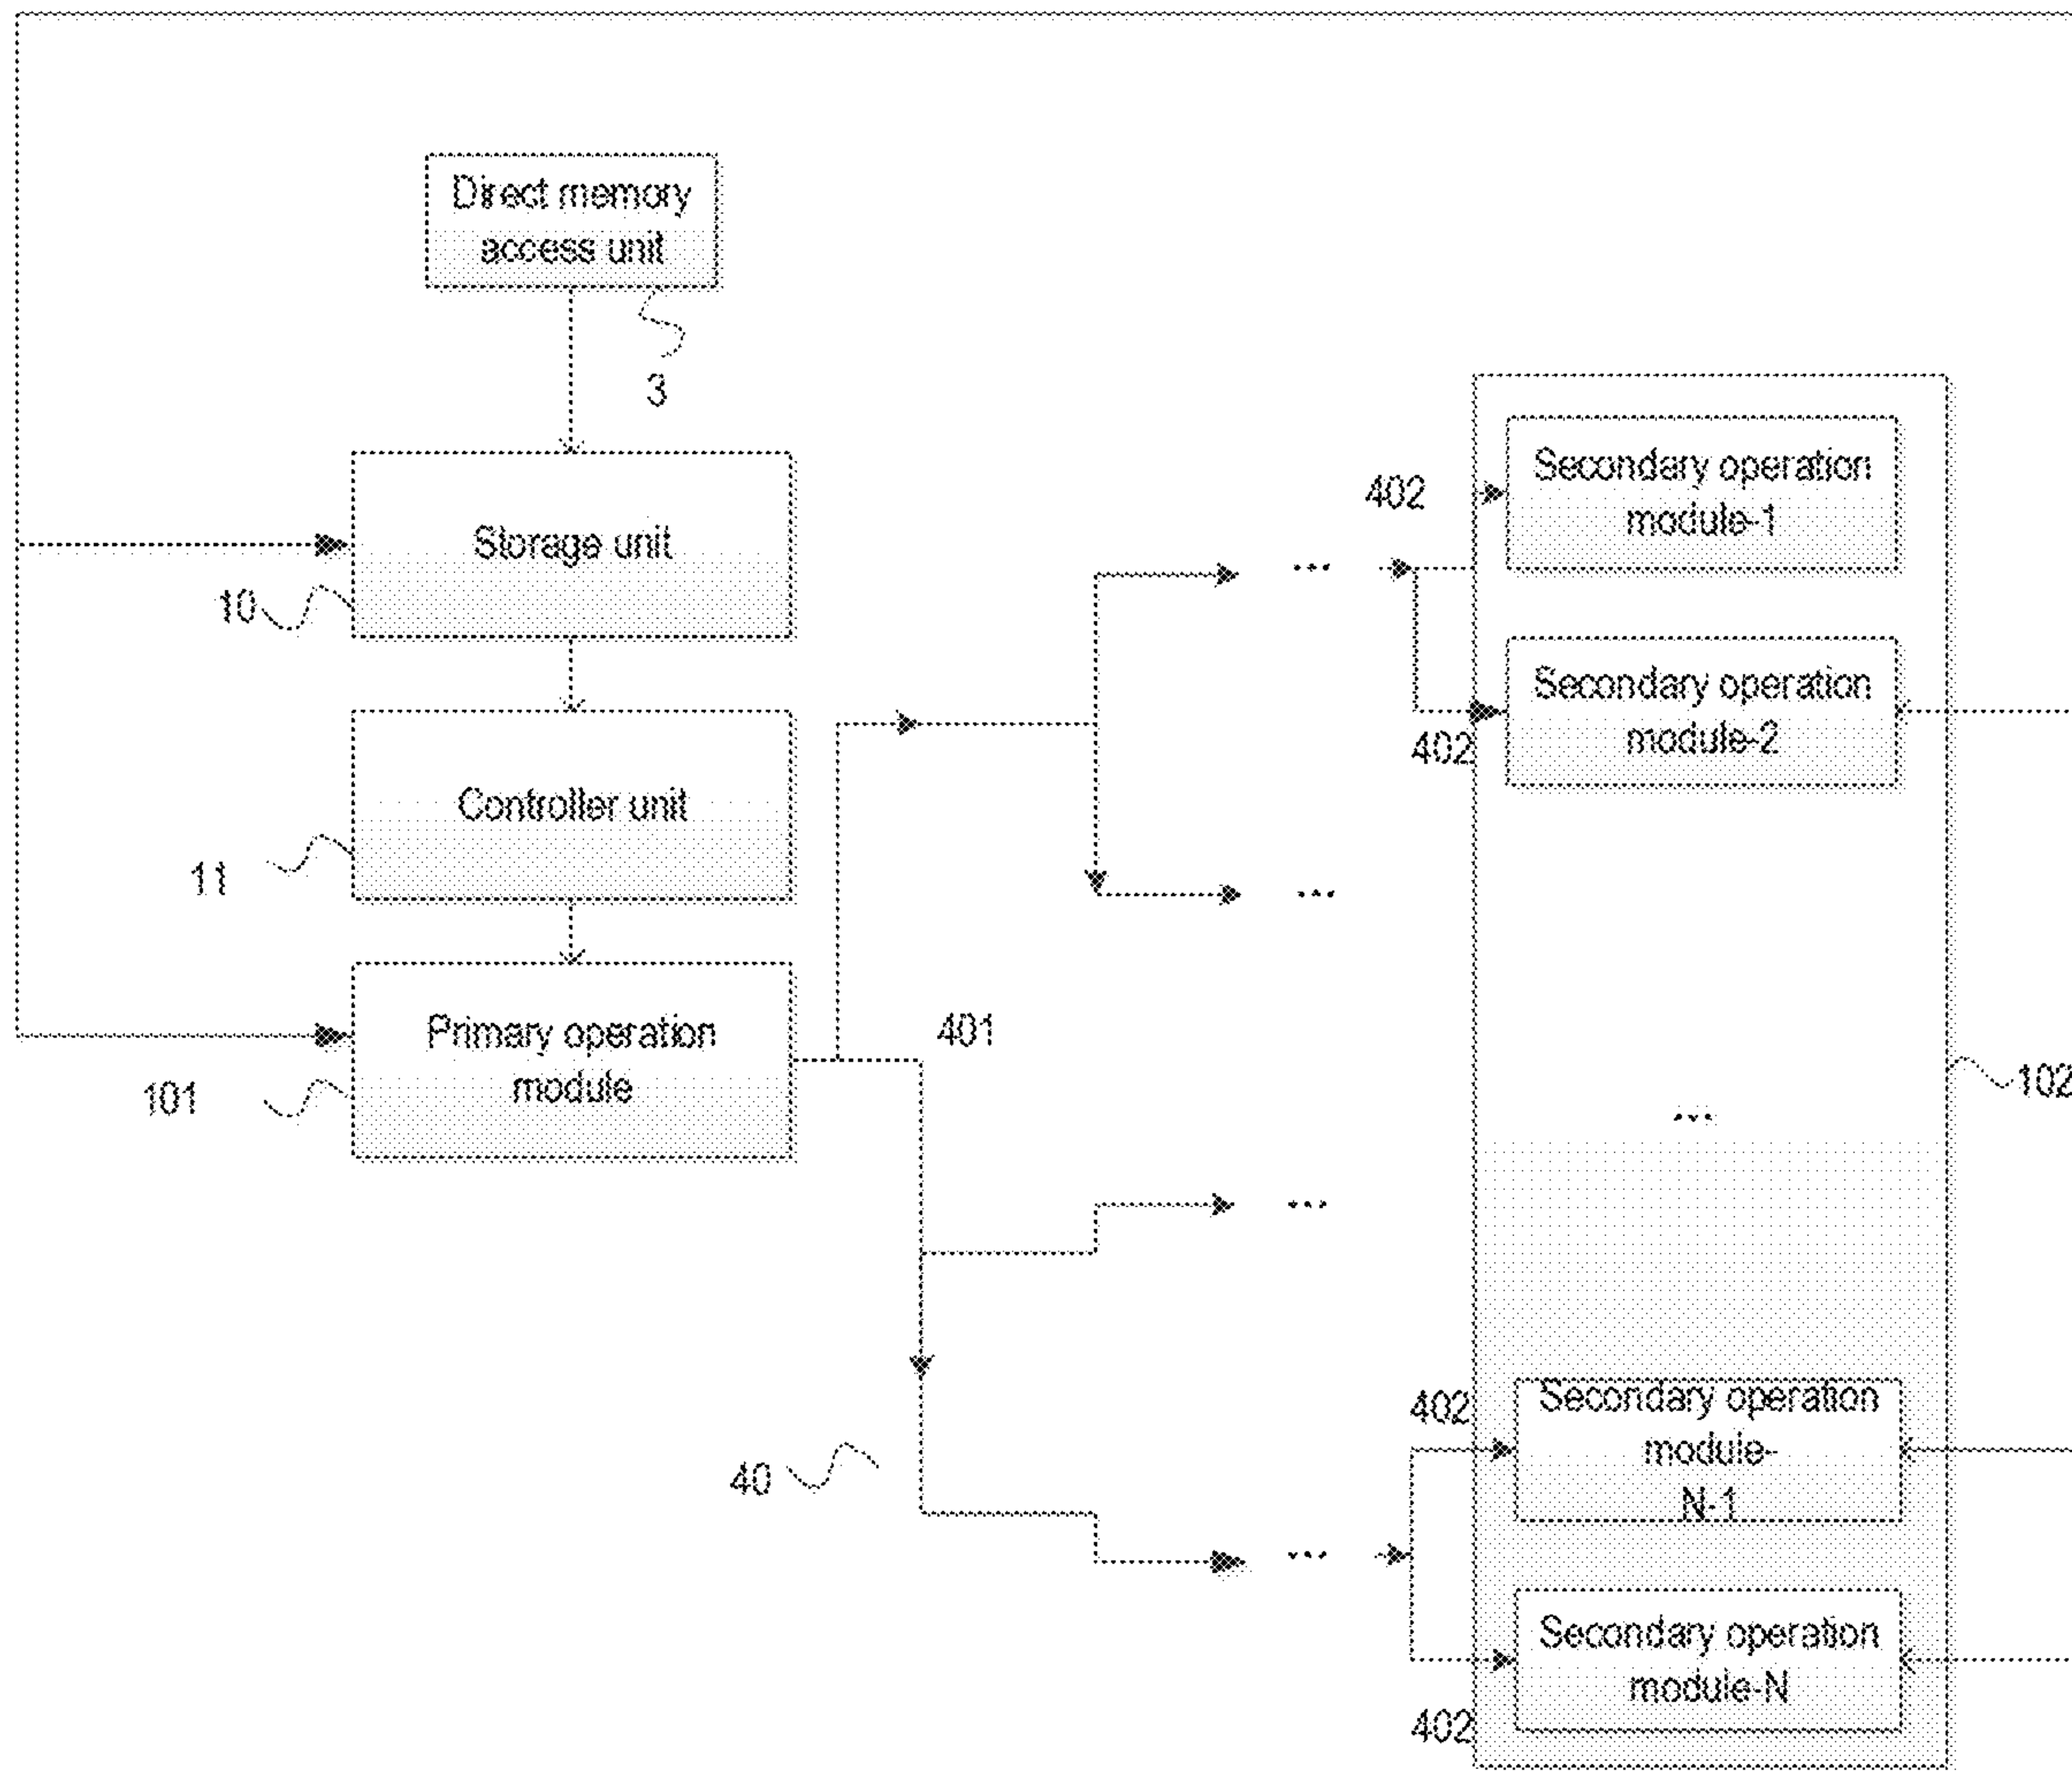 Direct memory
access unit
3
Storage unit
10
Controller unit
11
Primary operation
module
101
401
40
...
...
...
...
402
Secondary operation
module-1
402
Secondary operation
module-2
...
102
402
Secondary operation
module-
N-1
402
Secondary operation
module-N